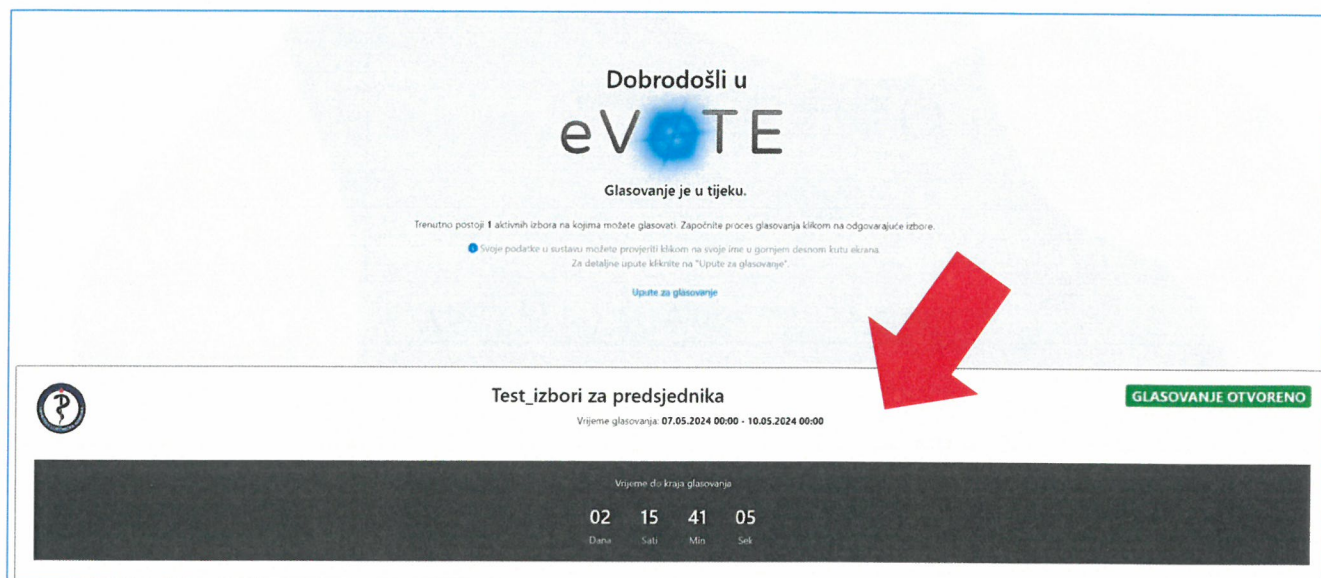 Dobrodošli u
eVOTE
Glasovanje je u tijeku.
Trenutno postoji 1 aktivnih izbora na kojima možete glasovati. Započnite proces glasovanja klikom na odgovarajuće izbore.
Svoje podatke u sustavu možete provjeriti klikom na svoje ime u gornjem desnom kutu ekrana.
Za detaljne upute kliknite na "Upute za glasovanje".
Upute za glasovanje
Test_izbori za predsjednika
GLASOVANJE OTVORENO
Vrijeme glasovanja: 07.05.2024 00:00 - 10.05.2024 00:00
Vrijeme do kraja glasovanja
02 15 41 05
Dana Sati Min Sek